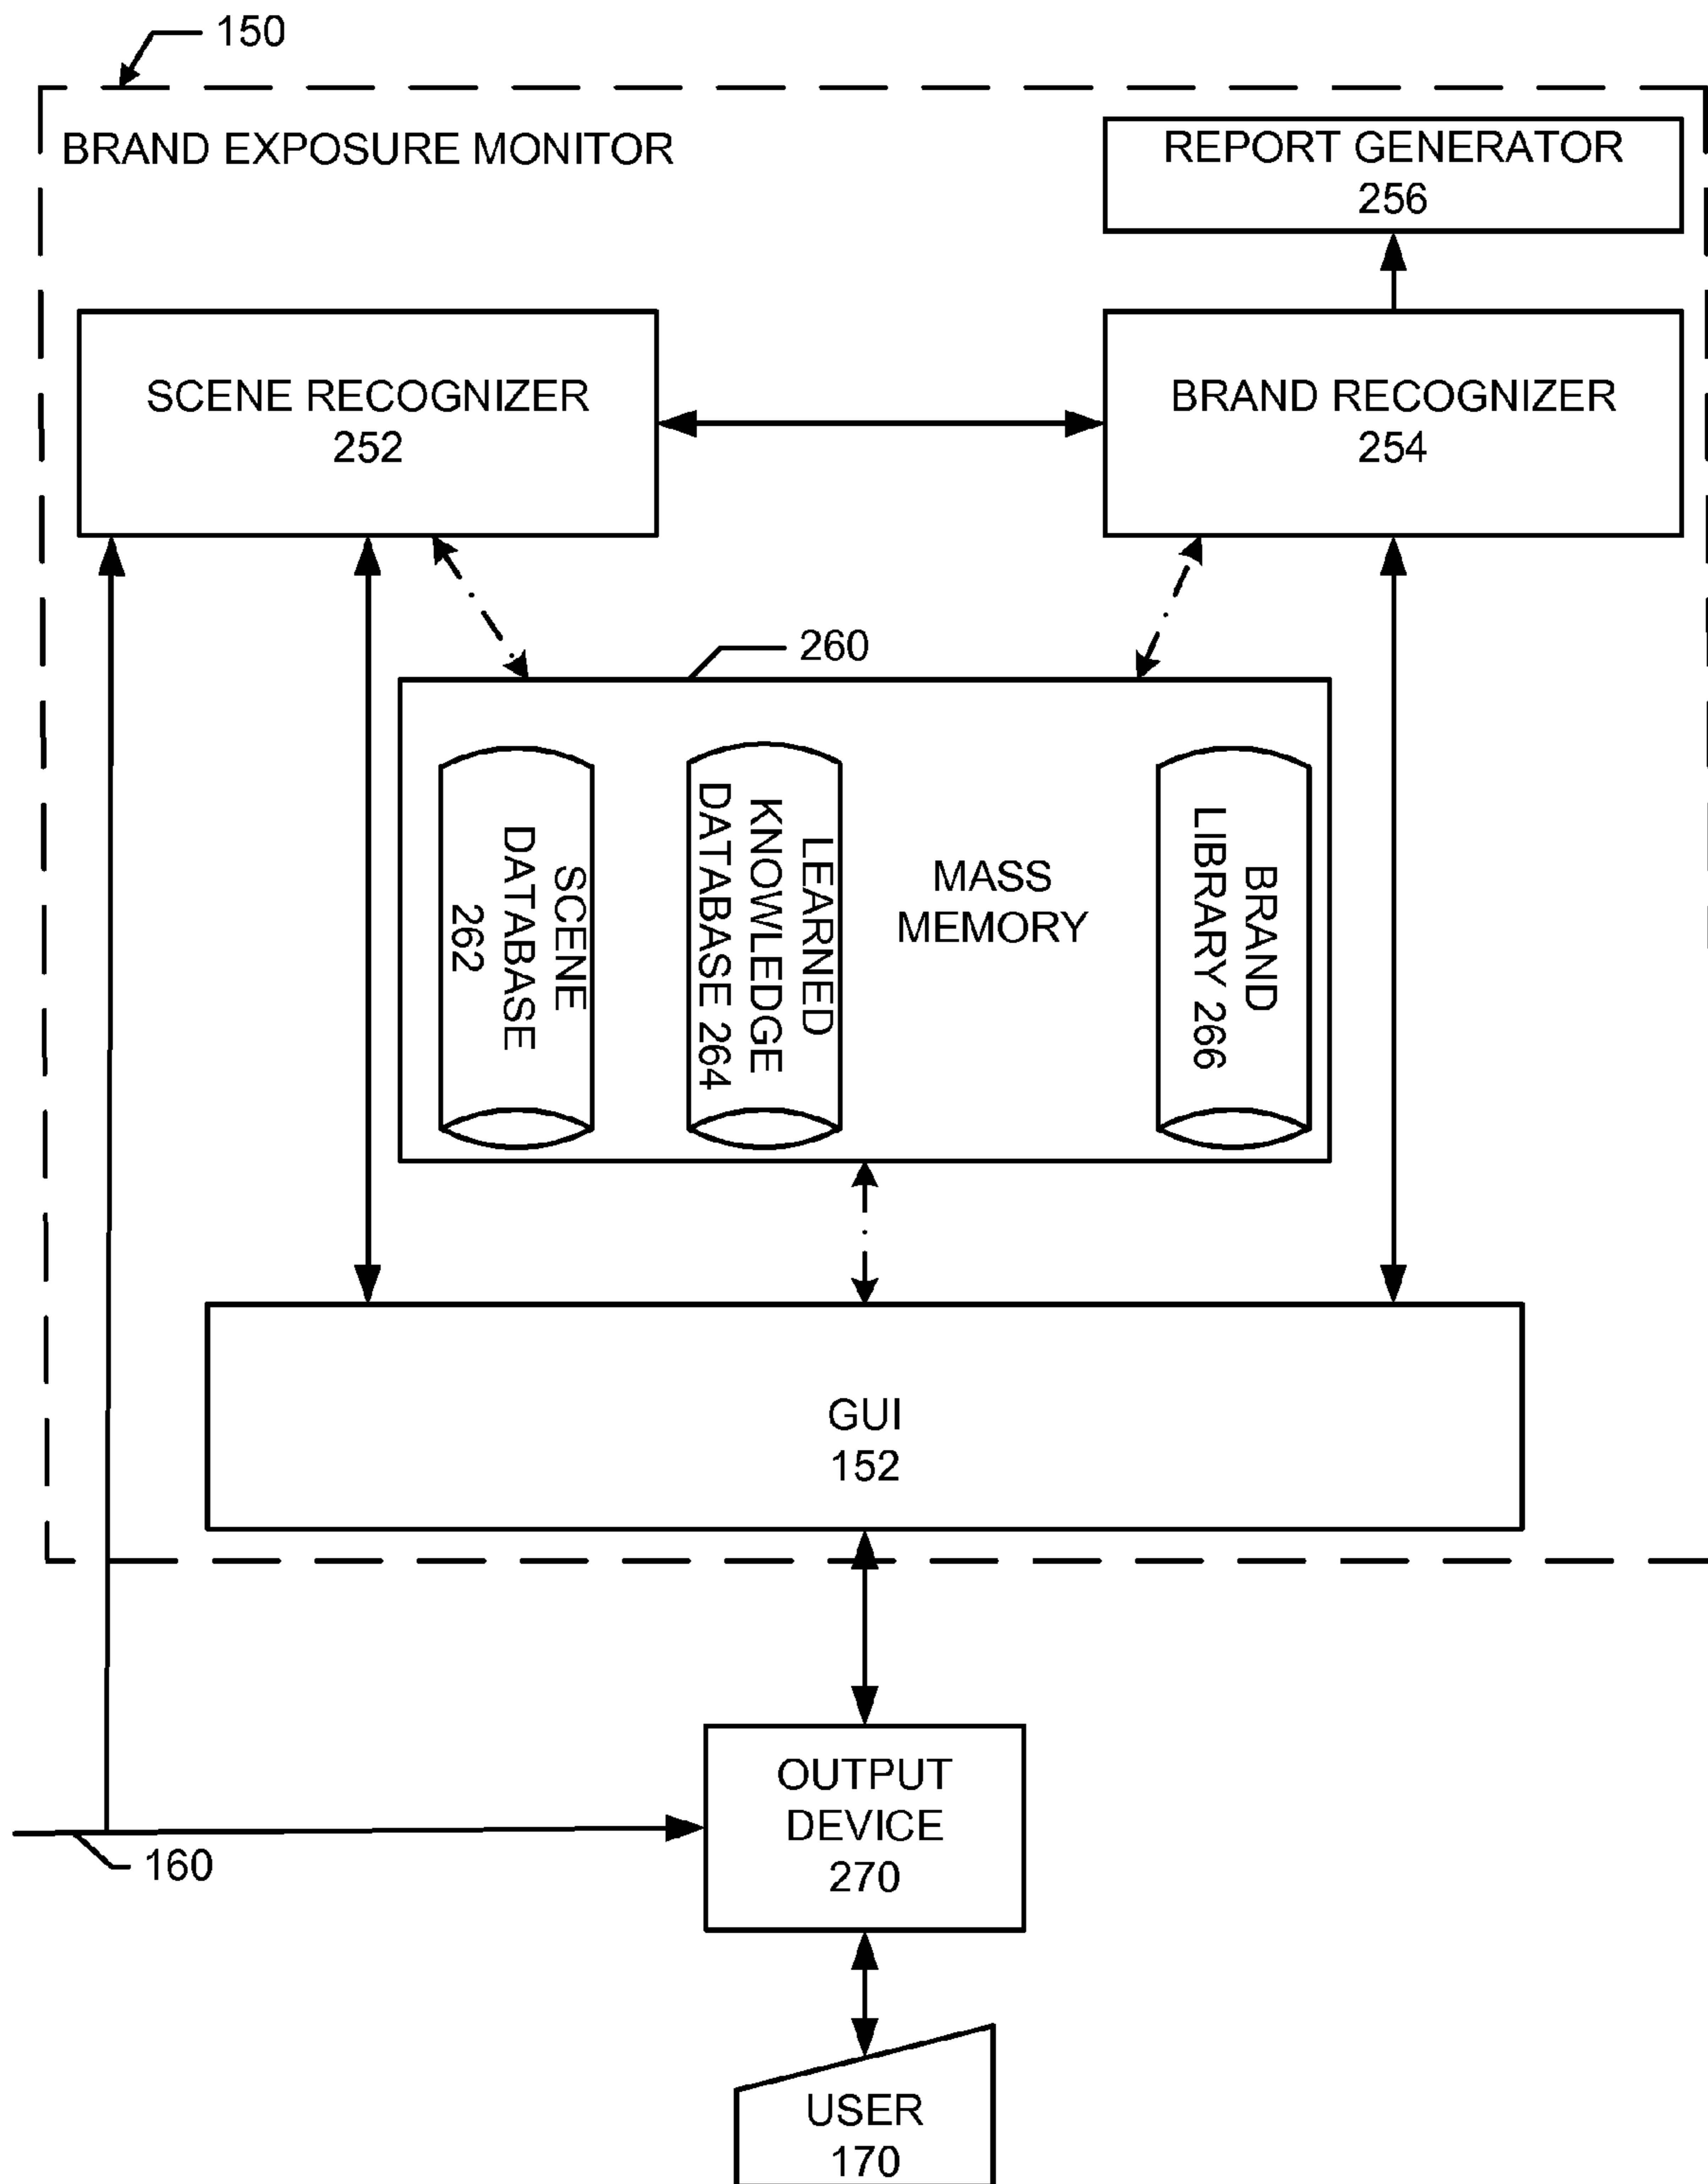 150
BRAND EXPOSURE MONITOR
REPORT GENERATOR
256
SCENE RECOGNIZER
252
BRAND RECOGNIZER
254
260
SCENE
DATABASE
262
LEARNED
KNOWLEDGE
DATABASE 264
MASS
MEMORY
BRAND
LIBRARY 266
GUI
152
OUTPUT
DEVICE
270
160
USER
170